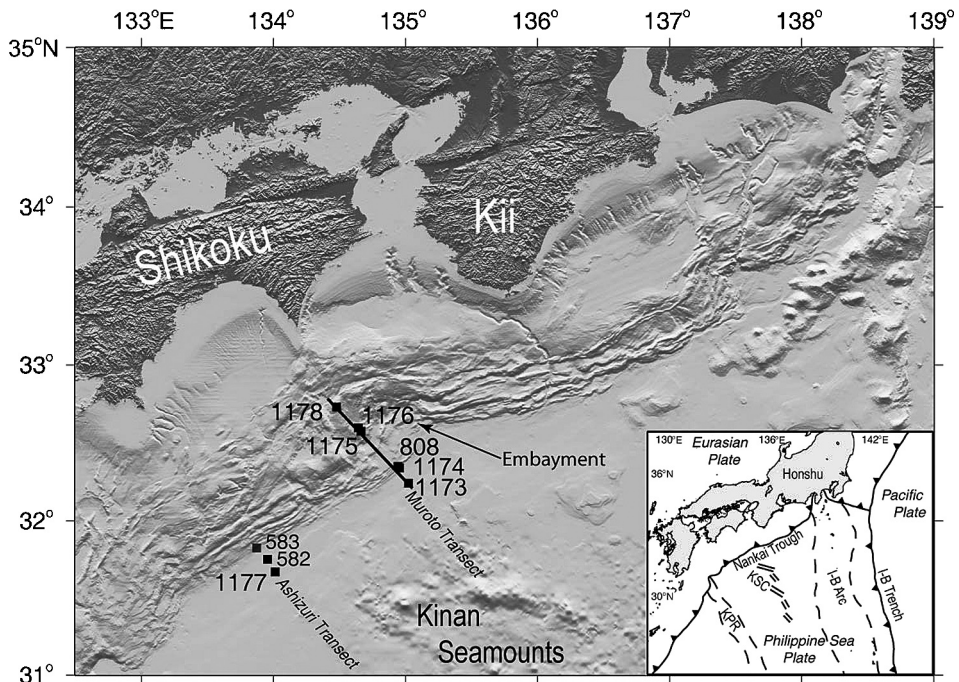 133°E
134°
135°
136°
137°
138°
139°
35°N
34°
33°
32°
31°
Shikoku
Kii
1178
1176
1175
808
1174
1173
Embayment
Muroto Transect
583
582
1177
Ashizuri Transect
Kinan
Seamounts
130°E
136°E
142°E
36°N
30°N
Eurasian
Plate
Honshu
Pacific
Plate
Nankai Trough
KSC
KPR
I-B Arc
I-B Trench
Philippine Sea
Plate